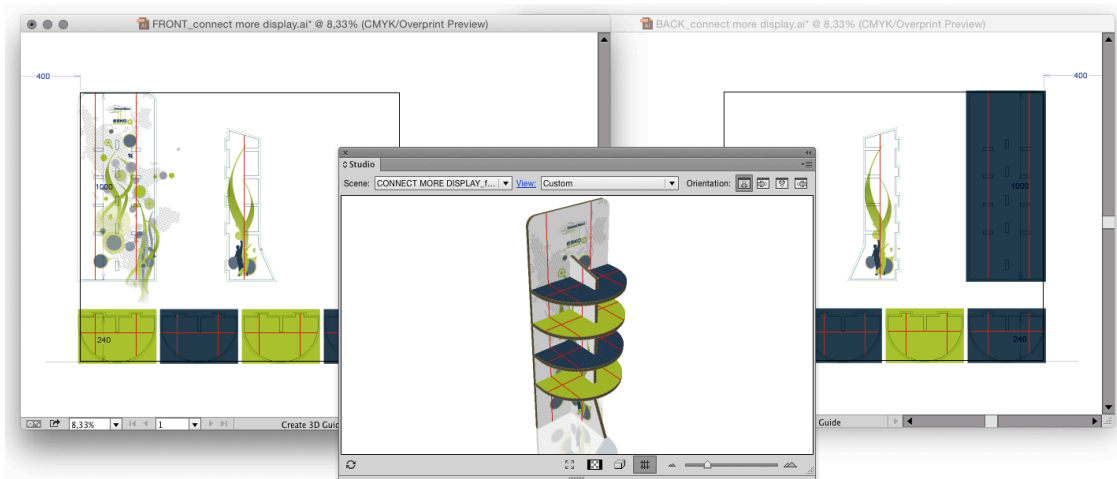 FRONT_connect more display.ai* @ 8,33% (CMYK/Overprint Preview)
BACK_connect more display.ai* @ 8,33% (CMYK/Overprint Preview)
400
400
ESKO
%
1000
1000
Studio
Scene: CONNECT MORE DISPLAY_f... View: Custom Orientation:
ESKO
240
240
8,33% 1 Create 3D Guid
Guide